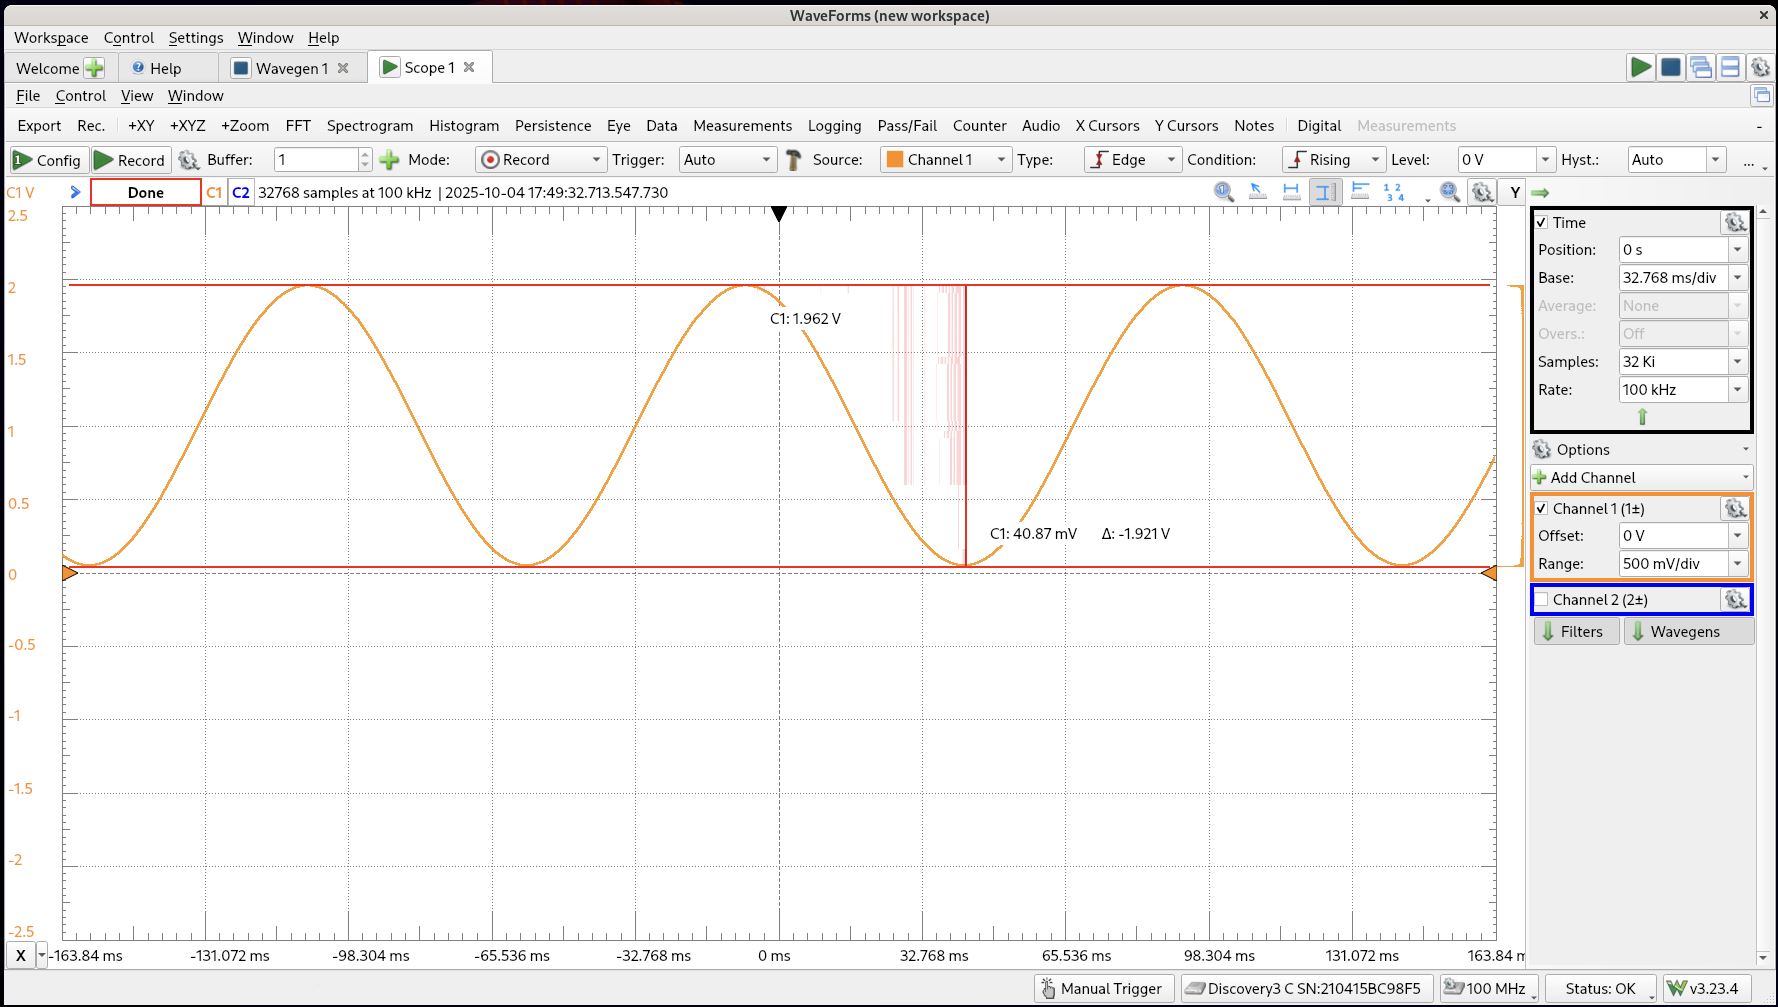 WaveForms (new workspace)
Workspace Control Settings Window Help
Welcome Help Wavegen 1 Scope 1
File Control View Window
Export Rec. +XY +XYZ +Zoom FFT Spectrogram Histogram Persistence Eye Data Measurements Logging Pass/Fail Counter Audio X Cursors Y Cursors Notes Digital Measurements
Config Record Buffer: 1 Mode: Record Trigger: Auto Source: Channel 1 Type: Edge Condition: Rising Level: 0 V Hyst.: Auto ...
C1 V Done C1 C2 32768 samples at 100 kHz | 2025-10-04 17:49:32.713.547.730 Y
2.5
2
1.5
1
0.5
0
-0.5
-1
-1.5
-2
-2.5
C1: 1.962 V
C1: 40.87 mV Δ: -1.921 V
X -163.84 ms -131.072 ms -98.304 ms -65.536 ms -32.768 ms 0 ms 32.768 ms 65.536 ms 98.304 ms 131.072 ms 163.84 m
Time
Position: 0 s
Base: 32.768 ms/div
Average: None
Overs.: Off
Samples: 32 Ki
Rate: 100 kHz
Options
Add Channel
Channel 1 (1±)
Offset: 0 V
Range: 500 mV/div
Channel 2 (2±)
Filters Wavegens
Manual Trigger Discovery3 C SN:210415BC98F5 100 MHz Status: OK v3.23.4